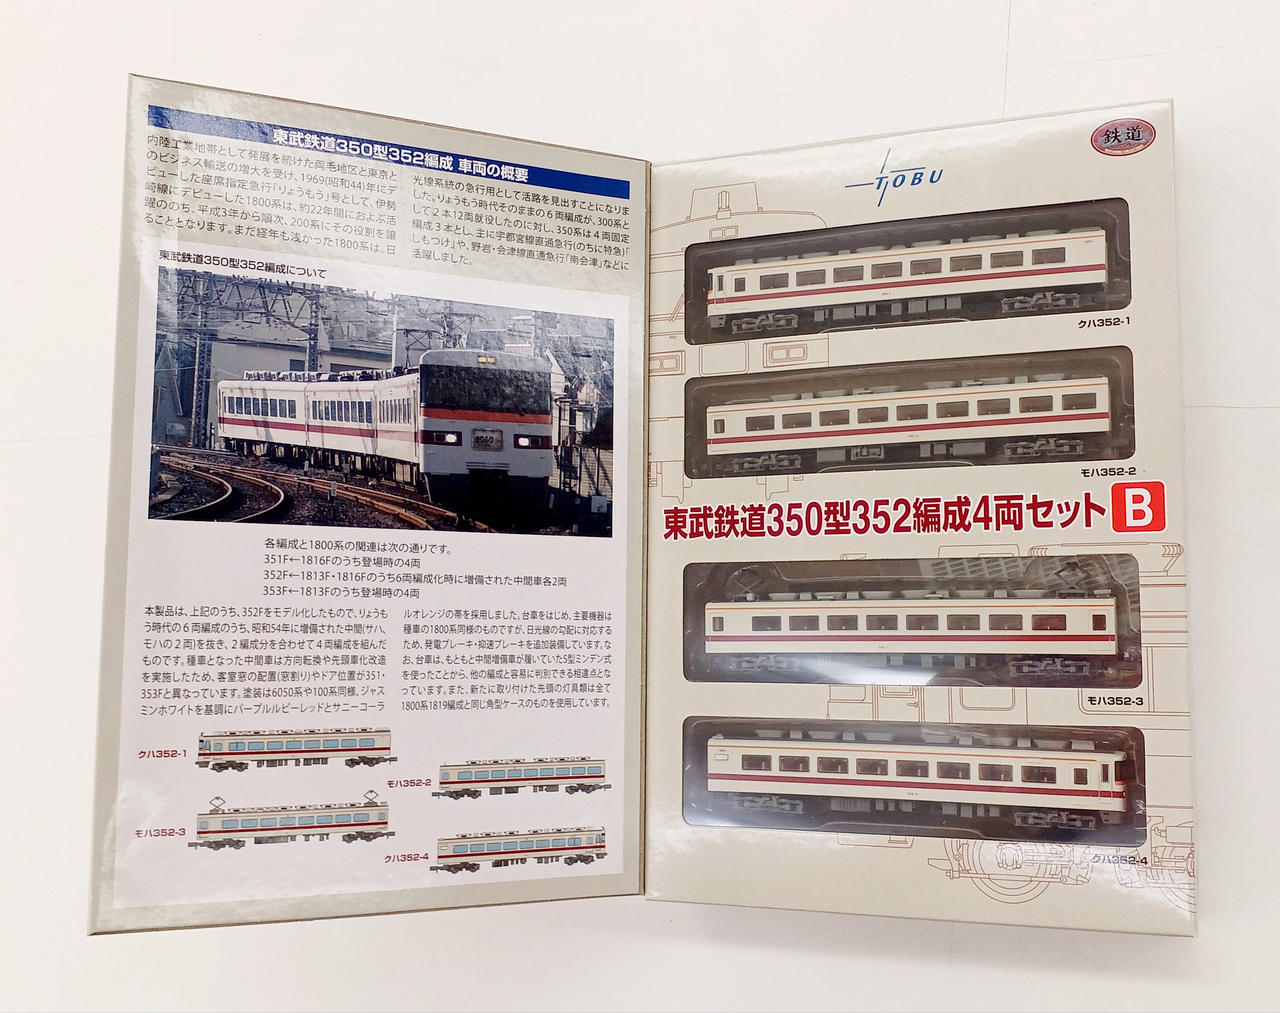 東武鉄道350型352編成 車両の概要
内陸工業地帯として発展を続けた両毛地区と東京と
のビジネス輸送の増大を受け、1969(昭和44)年にデ
ビューした座席指定急行「りょうもう」号として、伊勢
崎線にデビューした1800系は、約22年間におよぶ活
躍ののち、平成3年から順次、200系にその役割を譲
ることとなります。まだ経年も浅かった1800系は、日
光線系統の急行用として活路を見出すことになりま
した。りょうもう時代そのままの6両編成が、300系と
して2本12両就役したのに対し、350系は4両固定
編成3本とし、主に宇都宮線直通急行(のちに特急)「
しもつけ」や、野岩・会津線直通急行「南会津」などに
活躍しました。
東武鉄道350型352編成について
各編成と1800系の関連は次の通りです。
351F←1816Fのうち登場時の4両
352F←1813F・1816Fのうち6両編成化時に増備された中間車各2両
353F←1813Fのうち登場時の4両
本製品は、上記のうち、352Fをモデル化したもので、りょうも
う時代の6両編成のうち、昭和54年に増備された中間(サハ、
モハの2両)を抜き、2編成分を合わせて4両編成を組んだ
ものです。種車となった中間車は方向転換や先頭車化改造
を実施したため、客室窓の配置(窓割り)やドア位置が351・
353Fと異なっています。塗装は6050系や100系同様、ジャス
ミンホワイトを基調にパープルルビーレッドとサニーコーラ
ルオレンジの帯を採用しました。台車をはじめ、主要機器は
種車の1800系同様のものですが、日光線の勾配に対応する
ため、発電ブレーキ・抑速ブレーキを追加装備しています。な
お、台車は、もともと中間増備車が履いていたS型ミンデン式
を使ったことから、他の編成と容易に判別できる相違点とな
っています。また、新たに取り付けた先頭の灯具類は全て
1800系1819編成と同じ角型ケースのものを使用しています。
クハ352-1
モハ352-2
モハ352-3
クハ352-4
鉄道
TOBU
クハ352-1
モハ352-2
東武鉄道350型352編成4両セット B
モハ352-3
クハ352-4